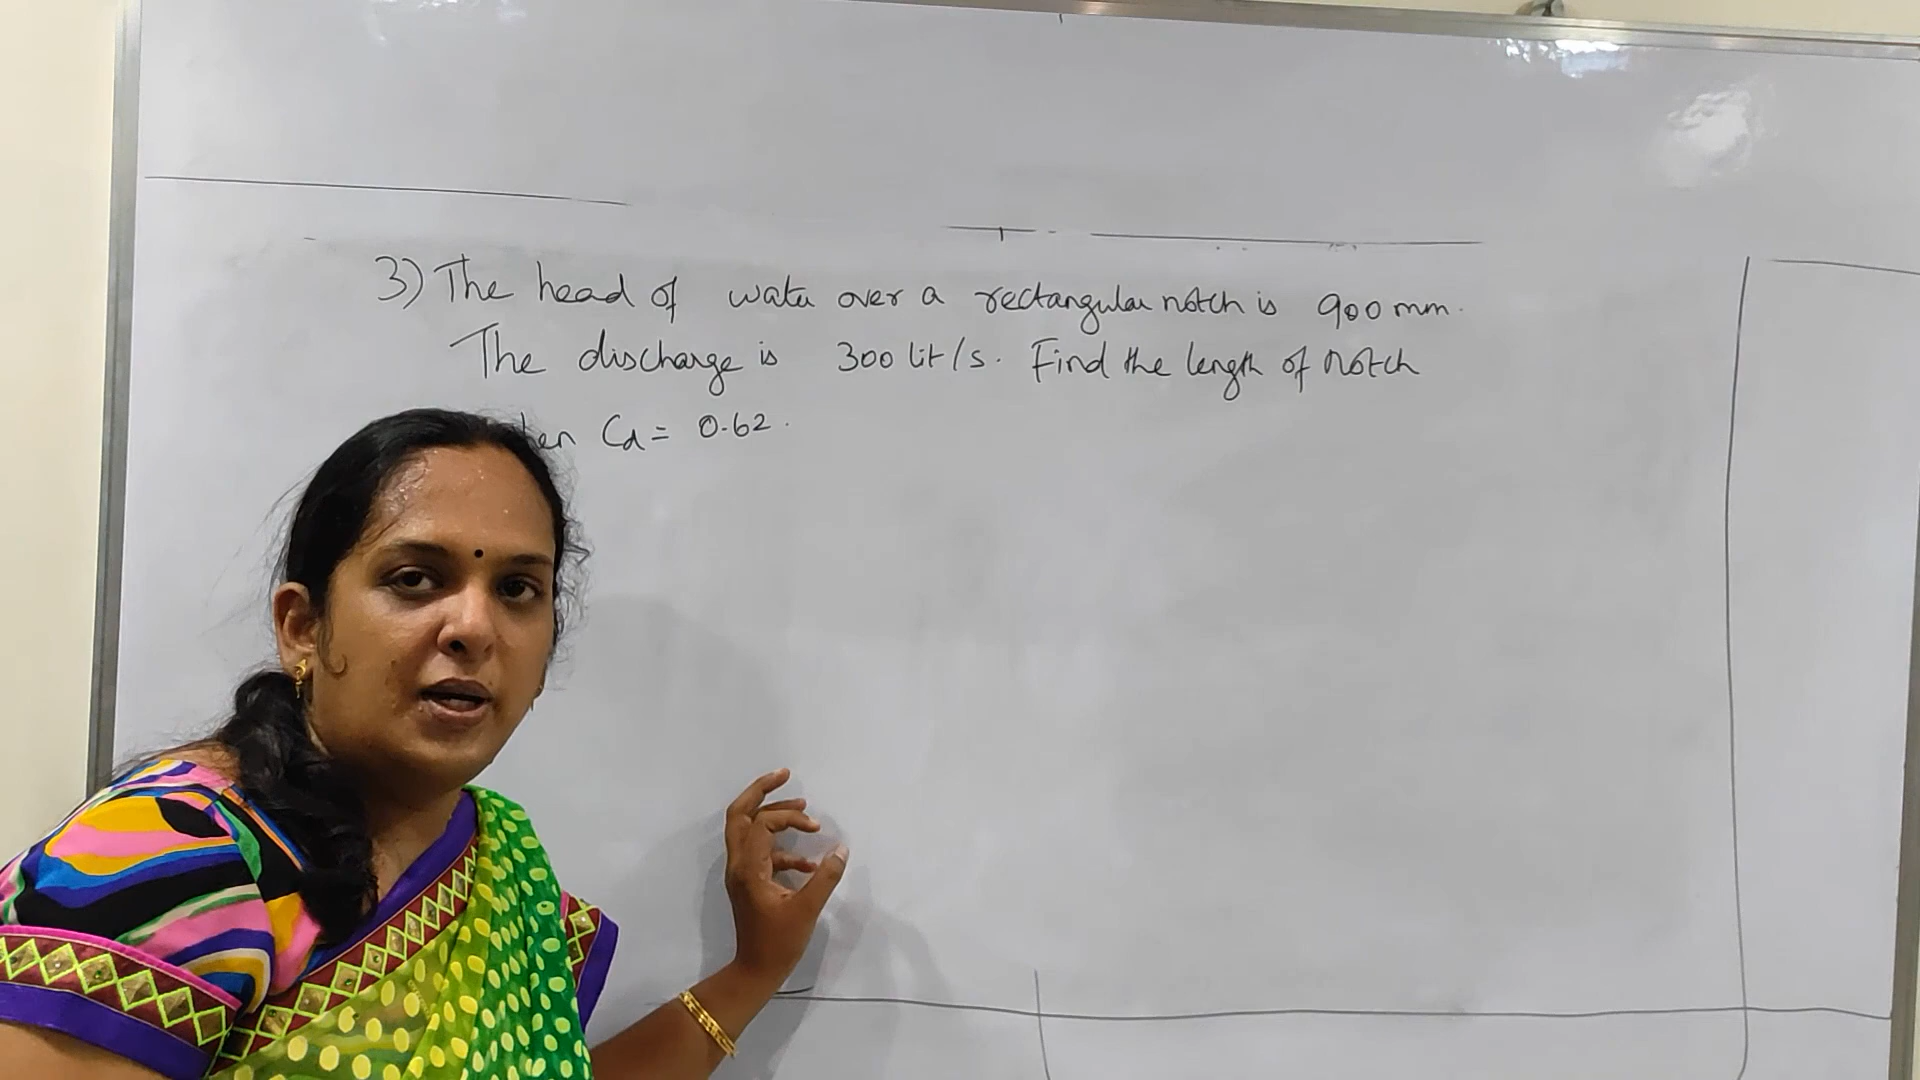 3) The head of water over a rectangular notch is 900 mm.
The discharge is 300 lit/s. Find the length of notch
Cd = 0.62.